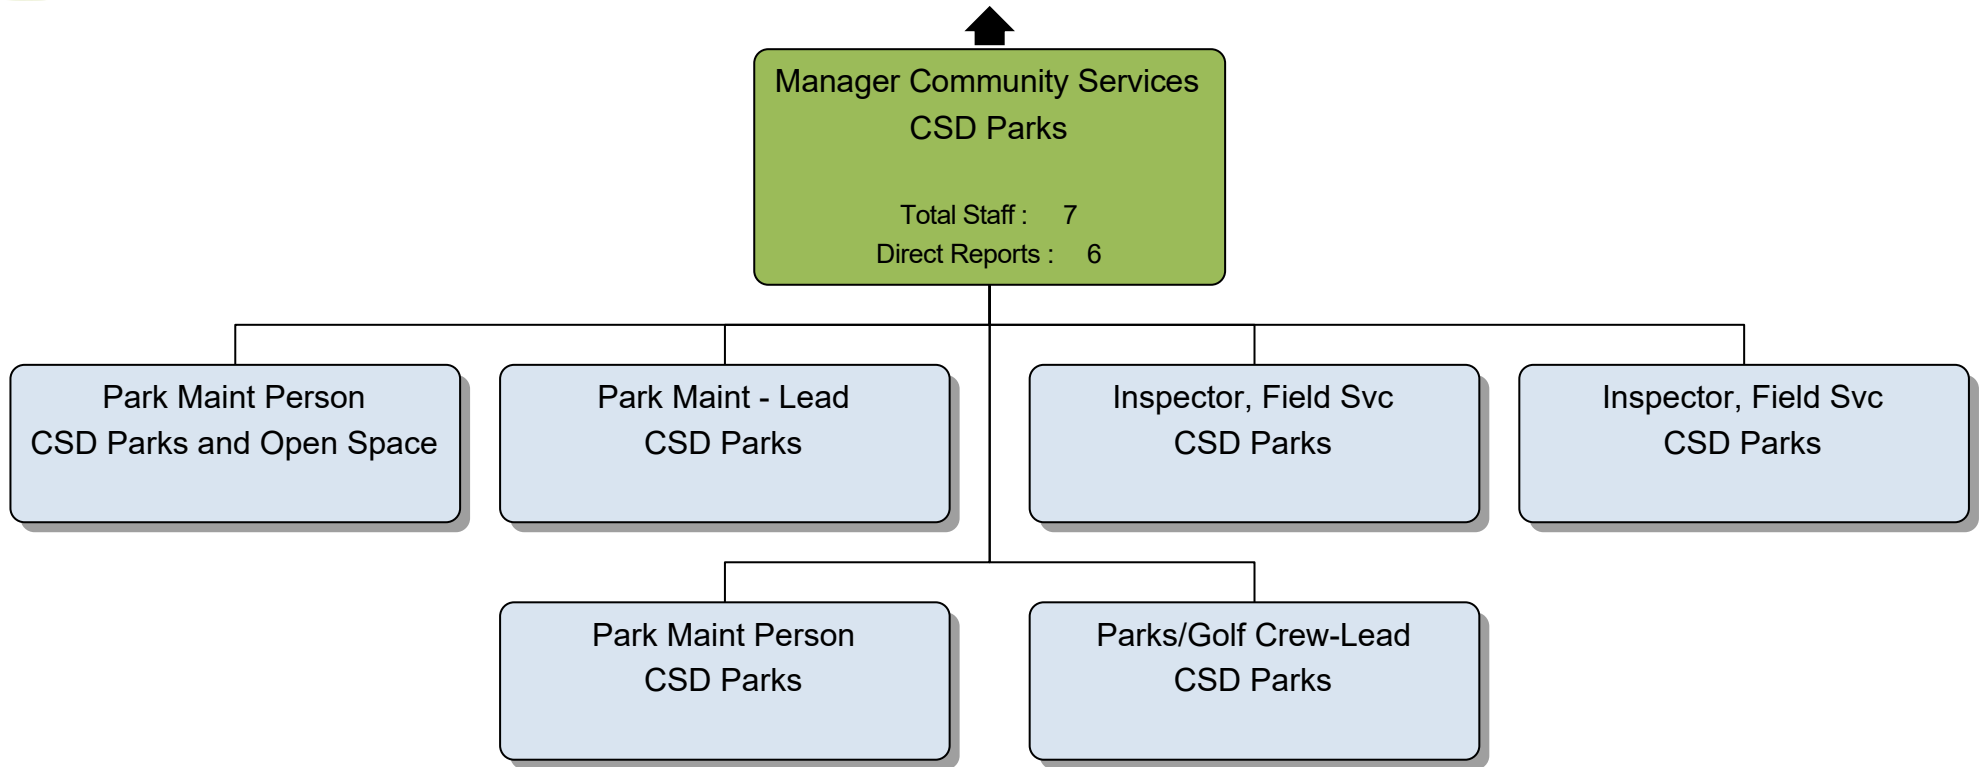 Manager Community Services
CSD Parks
Total Staff : 7
Direct Reports : 6
Park Maint Person
CSD Parks and Open Space
Park Maint - Lead
CSD Parks
Inspector, Field Svc
CSD Parks
Inspector, Field Svc
CSD Parks
Park Maint Person
CSD Parks
Parks/Golf Crew-Lead
CSD Parks